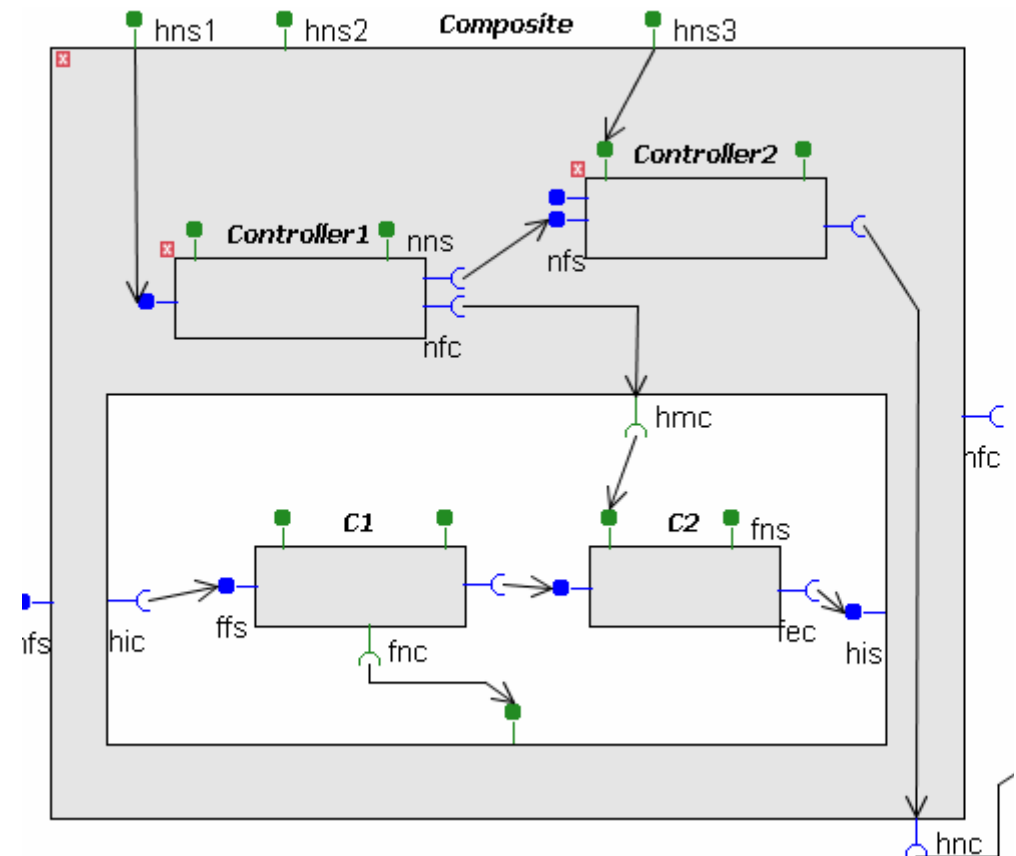 hns1
hns2
Composite
hns3
x
Controller2
x
Controller1
nns
x
nfs
nfc
hmc
nfc
C1
C2
fns
ffs
hic
fnc
fec
his
nfs
hnc